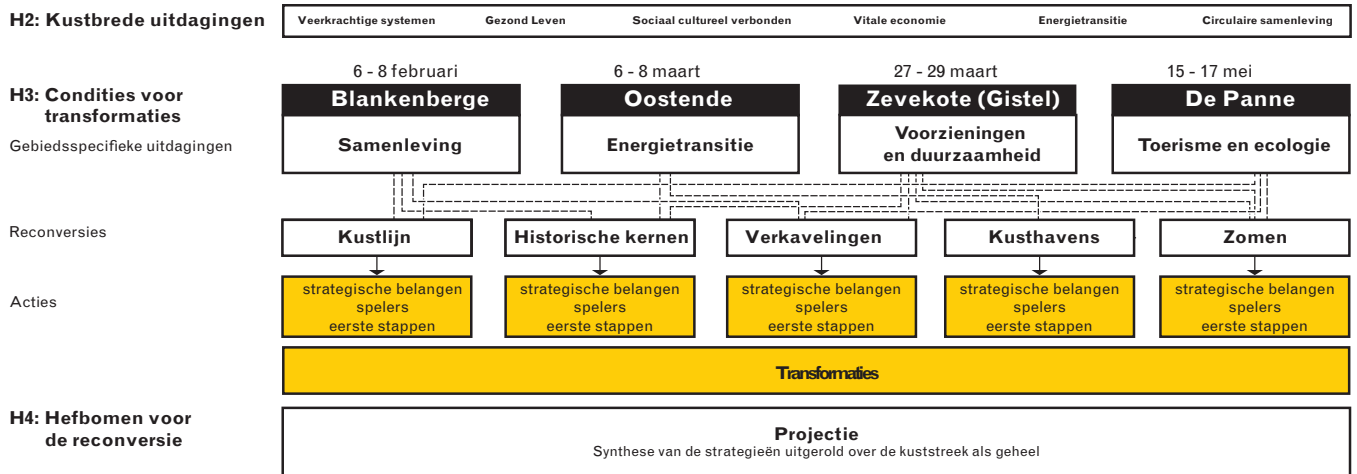 H2: Kustbrede uitdagingen
Veerkrachtige systemen Gezond Leven Sociaal cultureel verbonden Vitale economie Energietransitie Circulaire samenleving
6 - 8 februari 6 - 8 maart 27 - 29 maart 15 - 17 mei
H3: Condities voor
transformaties
Blankenberge Oostende Zevekote (Gistel) De Panne
Gebiedsspecifieke uitdagingen
Samenleving
Energietransitie
Voorzieningen
en duurzaamheid
Toerisme en ecologie
Reconversies
Kustlijn Historische kernen Verkavelingen Kusthavens Zomen
Acties
strategische belangen
spelers
eerste stappen
strategische belangen
spelers
eerste stappen
strategische belangen
spelers
eerste stappen
strategische belangen
spelers
eerste stappen
strategische belangen
spelers
eerste stappen
Transformaties
H4: Hefbomen voor
de reconversie
Projectie
Synthese van de strategieën uitgerold over de kuststreek als geheel